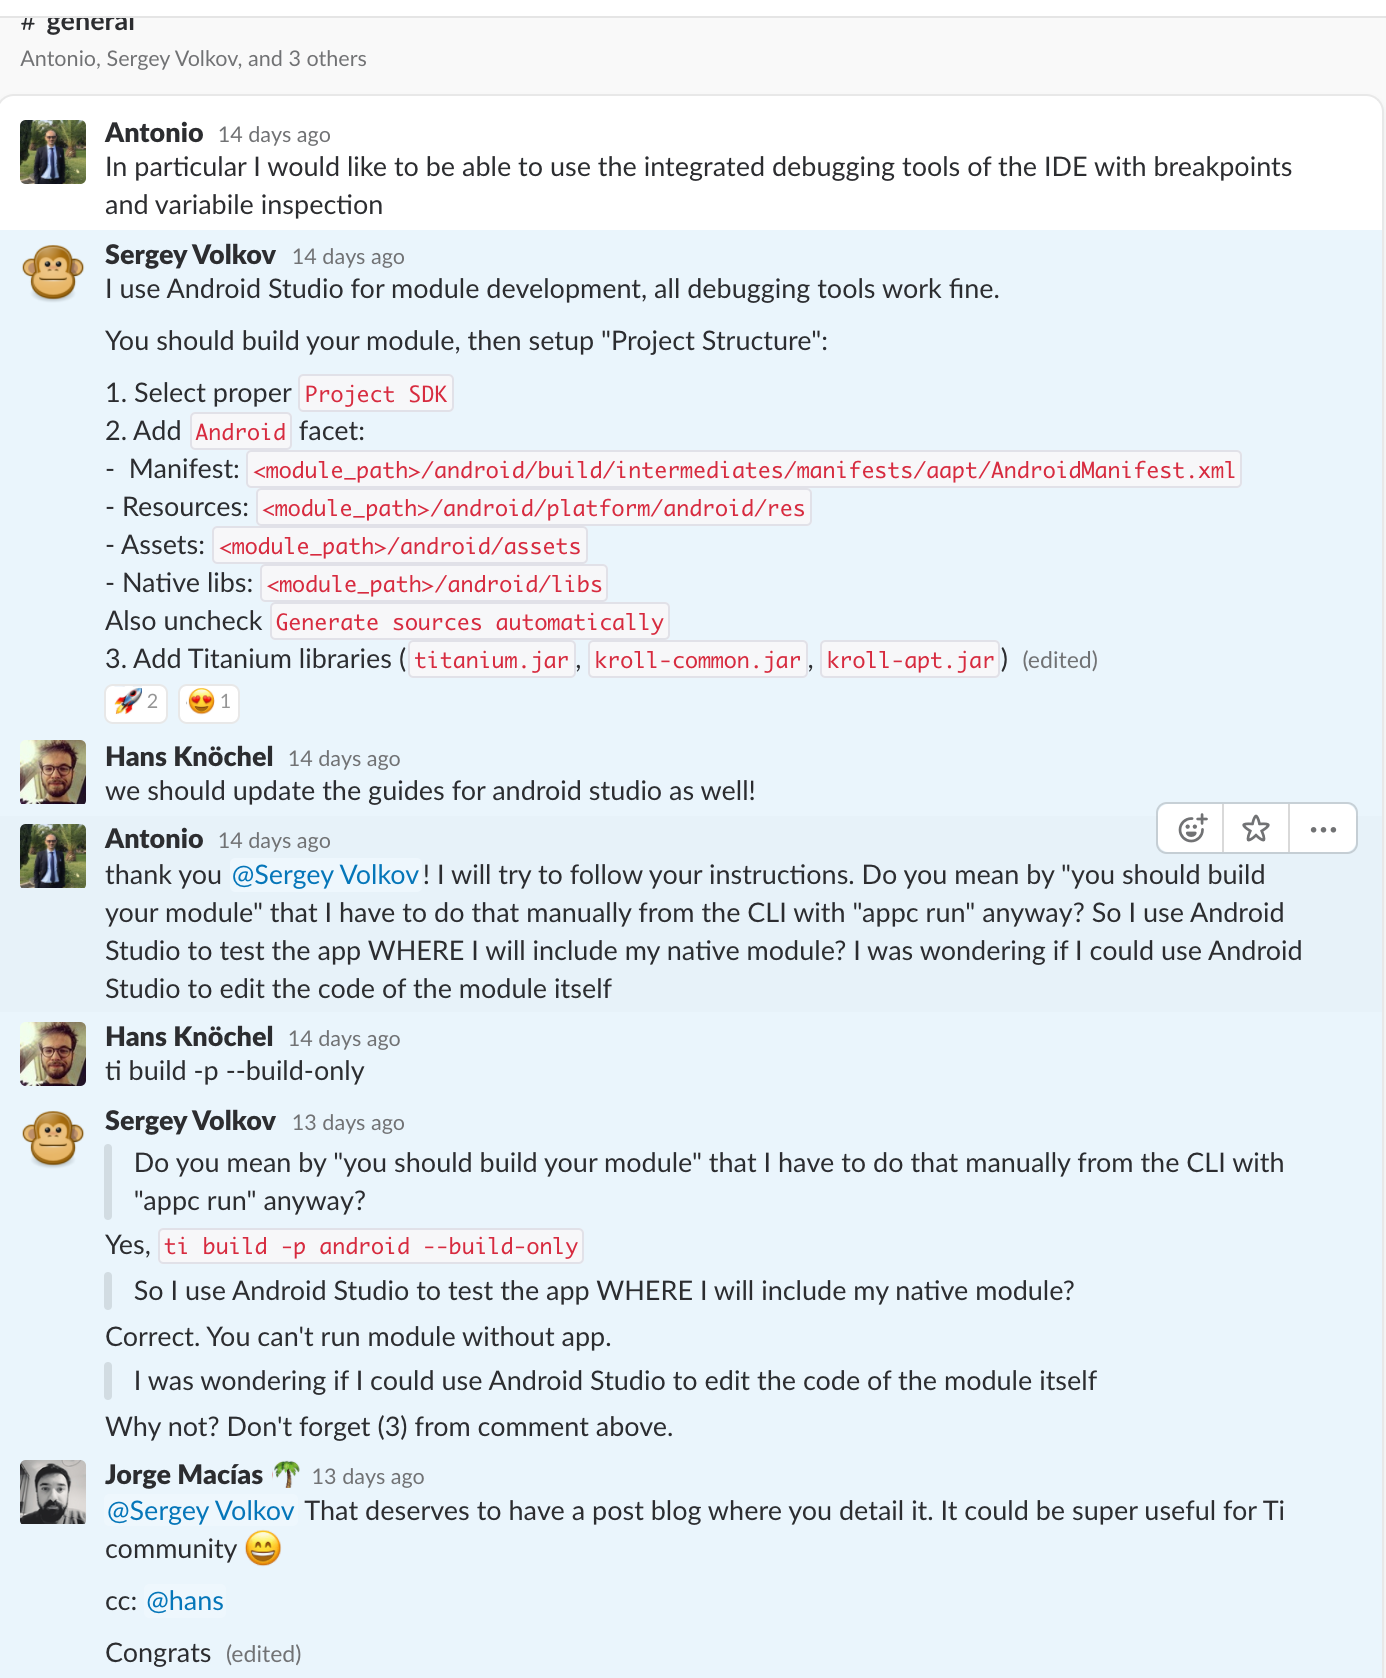 # general
Antonio, Sergey Volkov, and 3 others
Antonio 14 days ago
In particular I would like to be able to use the integrated debugging tools of the IDE with breakpoints
and variabile inspection
Sergey Volkov 14 days ago
I use Android Studio for module development, all debugging tools work fine.
You should build your module, then setup "Project Structure":
1. Select proper Project SDK
2. Add Android facet:
- Manifest: <module_path>/android/build/intermediates/manifests/aapt/AndroidManifest.xml
- Resources: <module_path>/android/platform/android/res
- Assets: <module_path>/android/assets
- Native libs: <module_path>/android/libs
Also uncheck Generate sources automatically
3. Add Titanium libraries (titanium.jar, kroll-common.jar, kroll-apt.jar) (edited)
🚀 2 😍 1
Hans Knöchel 14 days ago
we should update the guides for android studio as well!
Antonio 14 days ago
thank you @Sergey Volkov! I will try to follow your instructions. Do you mean by "you should build
your module" that I have to do that manually from the CLI with "appc run" anyway? So I use Android
Studio to test the app WHERE I will include my native module? I was wondering if I could use Android
Studio to edit the code of the module itself
Hans Knöchel 14 days ago
ti build -p --build-only
Sergey Volkov 13 days ago
Do you mean by "you should build your module" that I have to do that manually from the CLI with
"appc run" anyway?
Yes, ti build -p android --build-only
So I use Android Studio to test the app WHERE I will include my native module?
Correct. You can't run module without app.
I was wondering if I could use Android Studio to edit the code of the module itself
Why not? Don't forget (3) from comment above.
Jorge Macías 🌴 13 days ago
@Sergey Volkov That deserves to have a post blog where you detail it. It could be super useful for Ti
community 😄
cc: @hans
Congrats (edited)